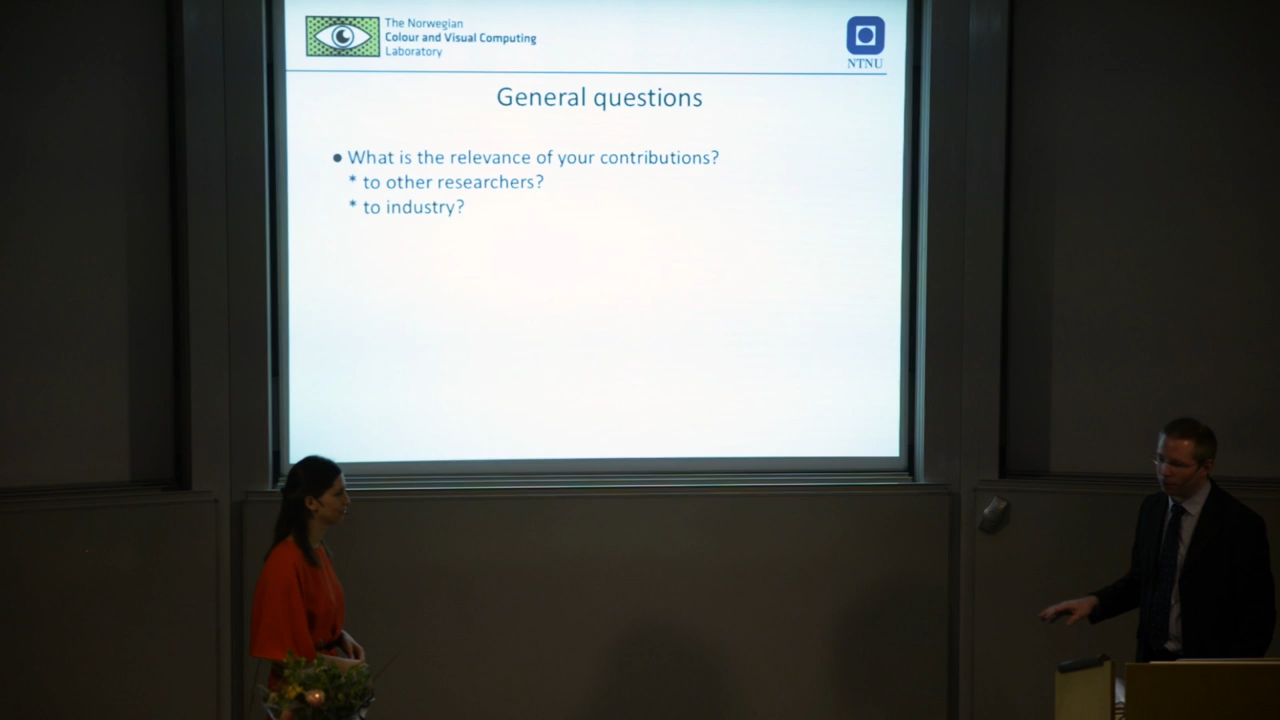 The Norwegian
Colour and Visual Computing
Laboratory
NTNU
General questions
● What is the relevance of your contributions?
* to other researchers?
* to industry?